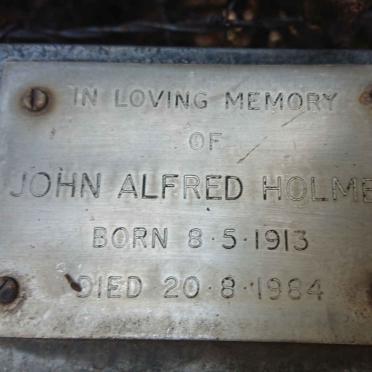 IN LOVING MEMORY
OF
JOHN ALFRED HOLME
BORN 8·5·1913
DIED 20·8·1984